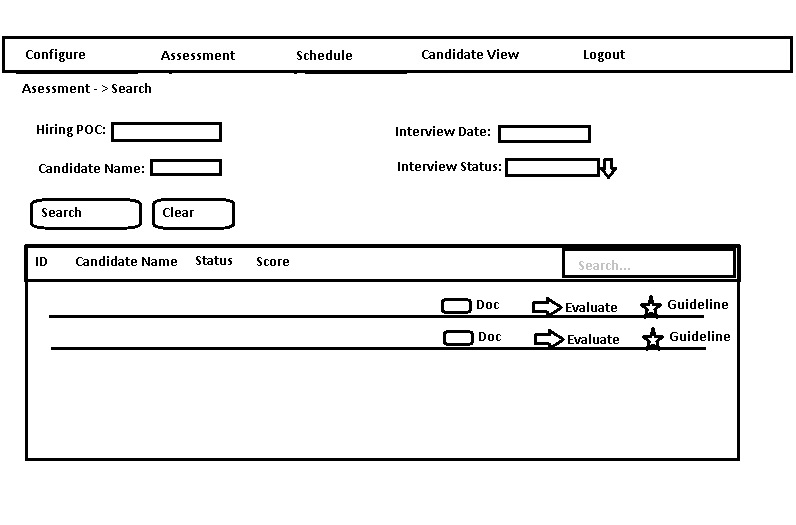 Configure Assessment Schedule Candidate View Logout
Asessment - > Search
Hiring POC: Interview Date:
Candidate Name: Interview Status:
Search Clear
ID Candidate Name Status Score Search...
Doc Evaluate Guideline
Doc Evaluate Guideline